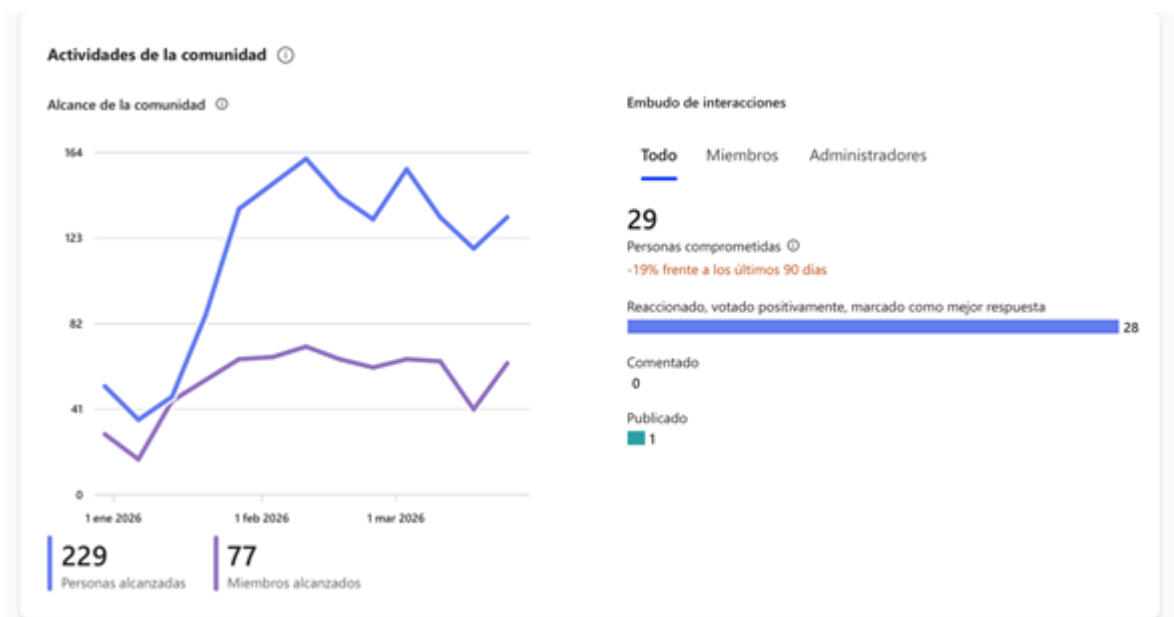 Actividades de la comunidad
Alcance de la comunidad
164
123
82
41
0
1 ene 2026
1 feb 2026
1 mar 2026
229
Personas alcanzadas
77
Miembros alcanzados
Embudo de interacciones
Todo
Miembros
Administradores
29
Personas comprometidas
-19% frente a los últimos 90 días
Reaccionado, votado positivamente, marcado como mejor respuesta
28
Comentado
0
Publicado
1